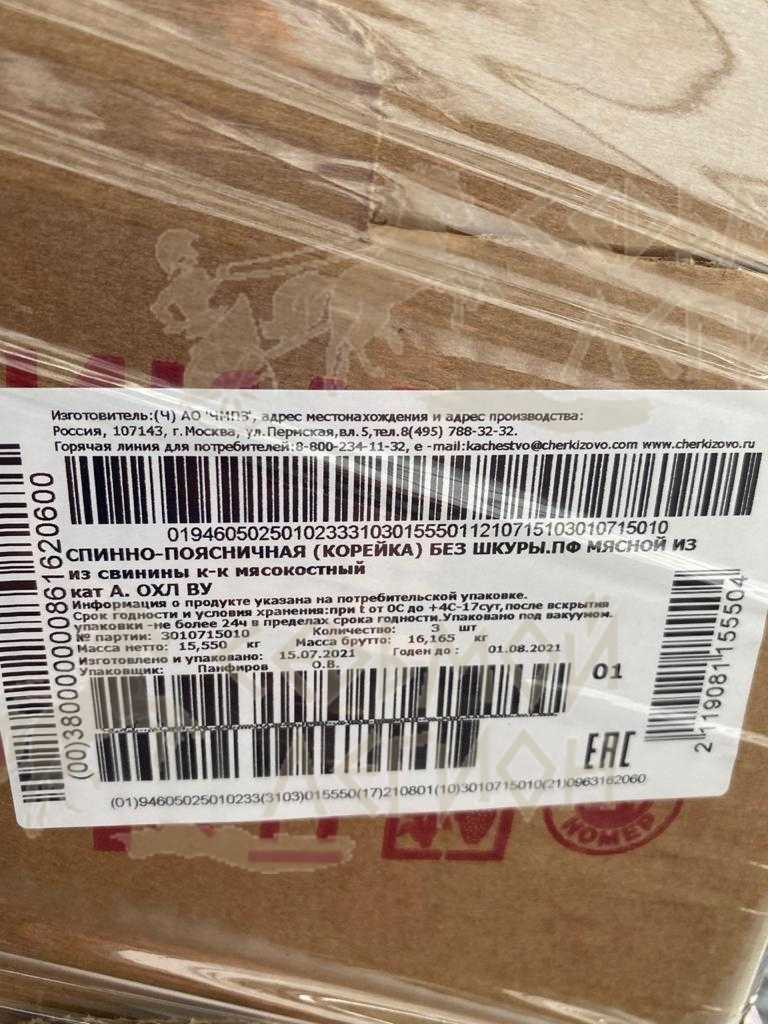 Изготовитель:(Ч) АО "ЧМПЗ", адрес местонахождения и адрес производства:
Россия, 107143, г.Москва, ул.Пермская,вл.5,тел.8(495) 788-32-32.
Горячая линия для потребителей:8-800-234-11-32, e -mail:kachestvo@cherkizovo.com www.cherkizovo.ru
0194605025010233310301555011210715103010715010
СПИННО-ПОЯСНИЧНАЯ (КОРЕЙКА) БЕЗ ШКУРЫ.ПФ МЯСНОЙ ИЗ
из свинины к-к мясокостный
кат А. ОХЛ ВУ
Информация о продукте указана на потребительской упаковке.
Срок годности и условия хранения:при t от 0С до +4С-17сут,после вскрытия
упаковки -не более 24ч в пределах срока годности.Упаковано под вакуумом.
№ партии: 3010715010 Количество: 3 шт
Масса нетто: 15,550 кг Масса брутто: 16,165 кг
Изготовлено и упаковано: 15.07.2021 Годен до : 01.08.2021
Упаковщик: Панфиров О.В.
01
EAC
(01)94605025010233(3103)015550(17)210801(10)3010715010(21)0963162060
(00)380000000861620600
2119081155504
НОМЕР